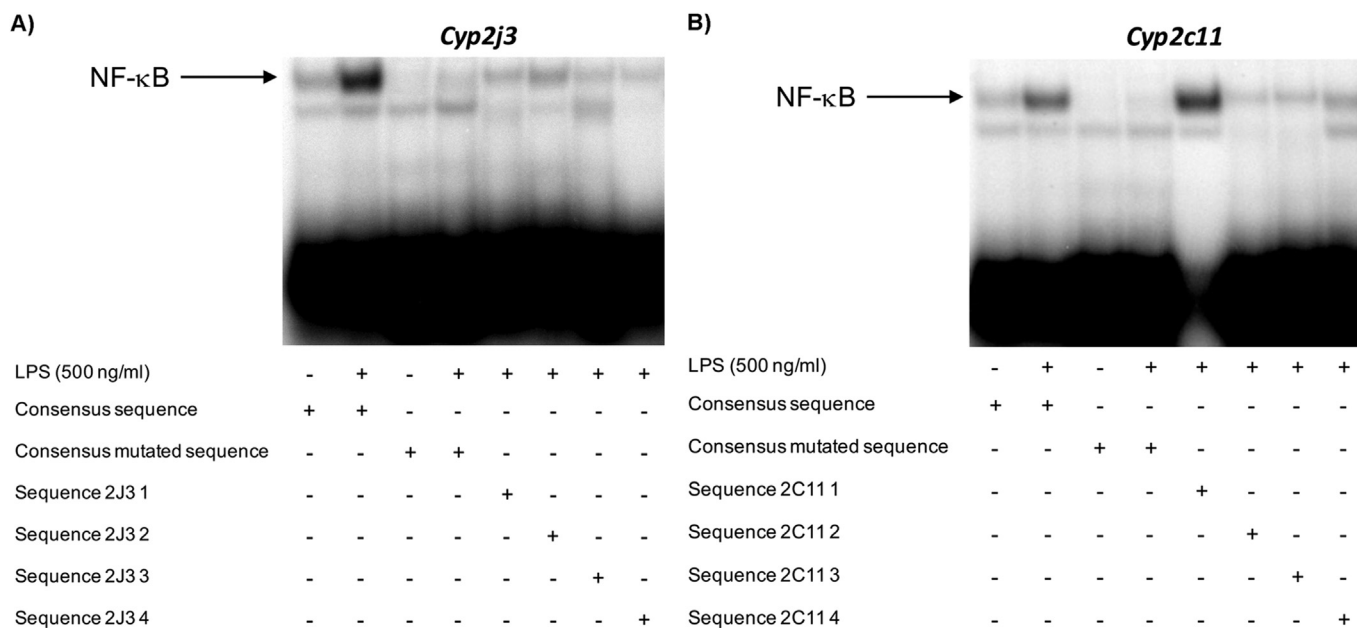 A)
Cyp2j3
NF-κB
LPS (500 ng/ml) - + - + + + + +
Consensus sequence + + - - - - - -
Consensus mutated sequence - - + + - - - -
Sequence 2J3 1 - - - - + - - -
Sequence 2J3 2 - - - - - + - -
Sequence 2J3 3 - - - - - - + -
Sequence 2J3 4 - - - - - - - +
B)
Cyp2c11
NF-κB
LPS (500 ng/ml) - + - + + + + +
Consensus sequence + + - - - - - -
Consensus mutated sequence - - + + - - - -
Sequence 2C11 1 - - - - + - - -
Sequence 2C11 2 - - - - - + - -
Sequence 2C11 3 - - - - - - + -
Sequence 2C11 4 - - - - - - - +